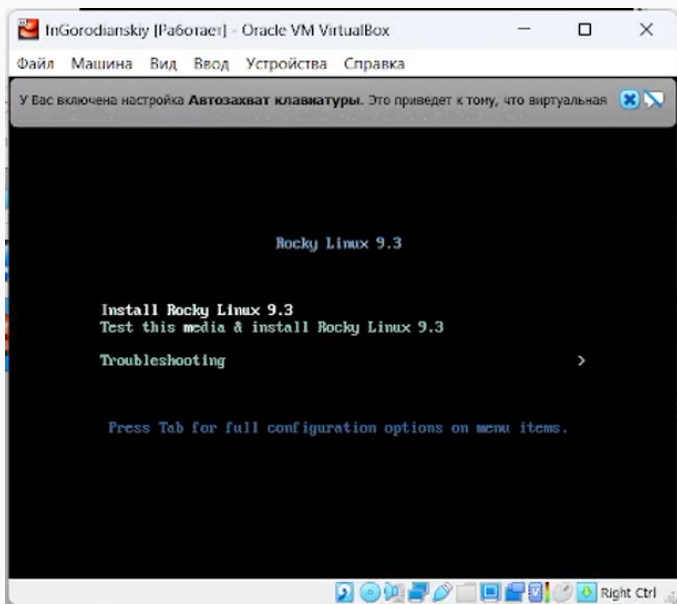 fnGorodianskiy [Работает] - Oracle VM VirtualBox
Файл Машина Вид Ввод Устройства Справка
У Вас включена настройка Автозахват клавиатуры. Это приведет к тому, что виртуальная
Rocky Linux 9.3
Install Rocky Linux 9.3
Test this media & install Rocky Linux 9.3
Troubleshooting >
Press Tab for full configuration options on menu items.
Right Ctrl